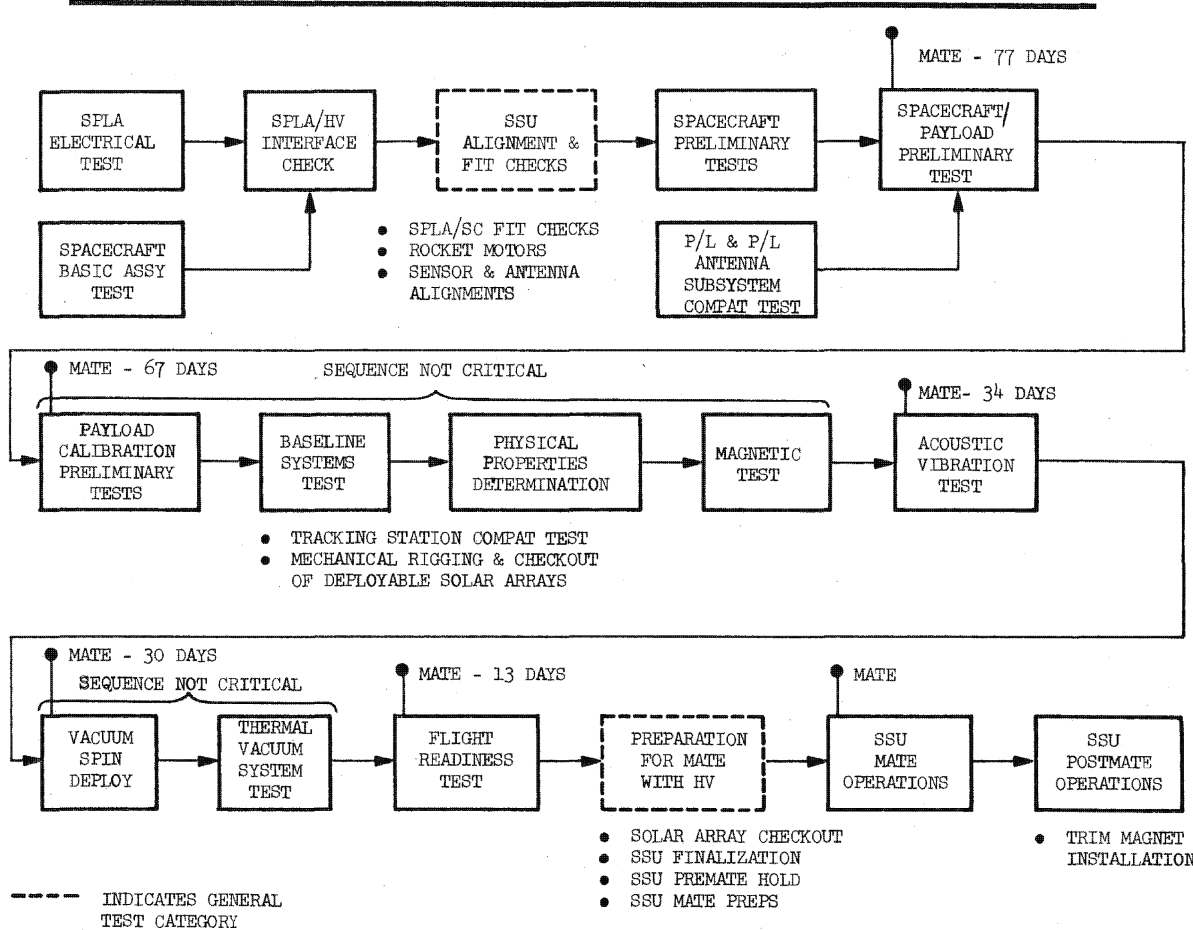 MATE - 77 DAYS
SPLA
ELECTRICAL
TEST
SPLA/HV
INTERFACE
CHECK
SSU
ALIGNMENT &
FIT CHECKS
SPACECRAFT
PRELIMINARY
TESTS
SPACECRAFT/
PAYLOAD
PRELIMINARY
TEST
SPACECRAFT
BASIC ASSY
TEST
● SPLA/SC FIT CHECKS
● ROCKET MOTORS
● SENSOR & ANTENNA
ALIGNMENTS
P/L & P/L
ANTENNA
SUBSYSTEM
COMPAT TEST
MATE - 67 DAYS
SEQUENCE NOT CRITICAL
MATE- 34 DAYS
PAYLOAD
CALIBRATION
PRELIMINARY
TESTS
BASELINE
SYSTEMS
TEST
PHYSICAL
PROPERTIES
DETERMINATION
MAGNETIC
TEST
ACOUSTIC
VIBRATION
TEST
● TRACKING STATION COMPAT TEST
● MECHANICAL RIGGING & CHECKOUT
OF DEPLOYABLE SOLAR ARRAYS
MATE - 30 DAYS
SEQUENCE NOT CRITICAL
MATE - 13 DAYS
MATE
VACUUM
SPIN
DEPLOY
THERMAL
VACUUM
SYSTEM
TEST
FLIGHT
READINESS
TEST
PREPARATION
FOR MATE
WITH HV
SSU
MATE
OPERATIONS
SSU
POSTMATE
OPERATIONS
● SOLAR ARRAY CHECKOUT
● SSU FINALIZATION
● SSU PREMATE HOLD
● SSU MATE PREPS
● TRIM MAGNET
INSTALLATION
INDICATES GENERAL
TEST CATEGORY